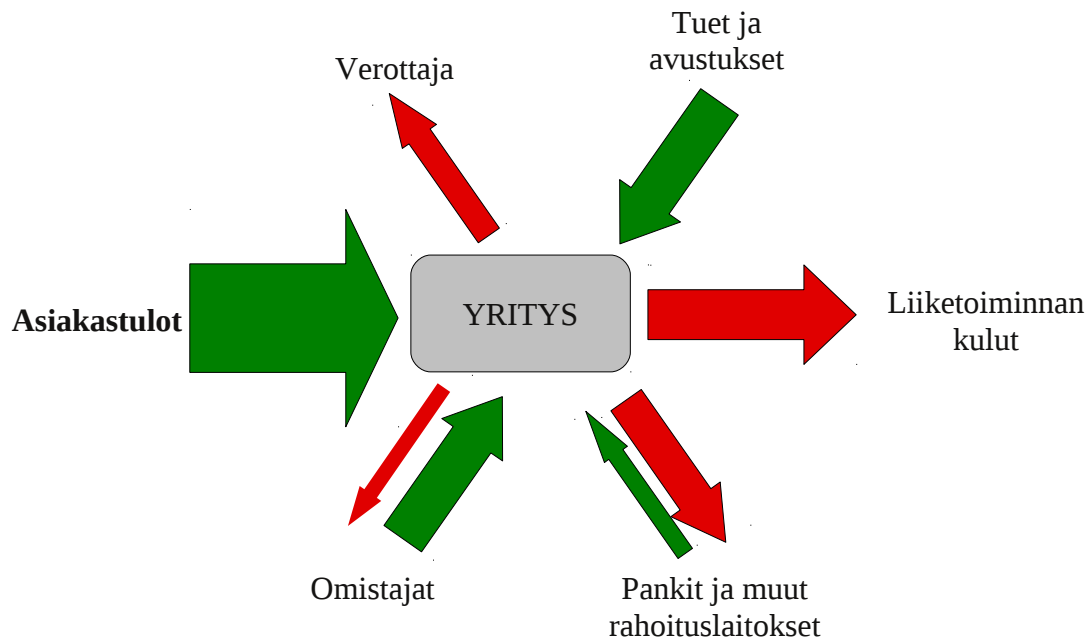 Tuet ja
avustukset
Verottaja
Asiakastulot
YRITYS
Liiketoiminnan
kulut
Omistajat
Pankit ja muut
rahoituslaitokset